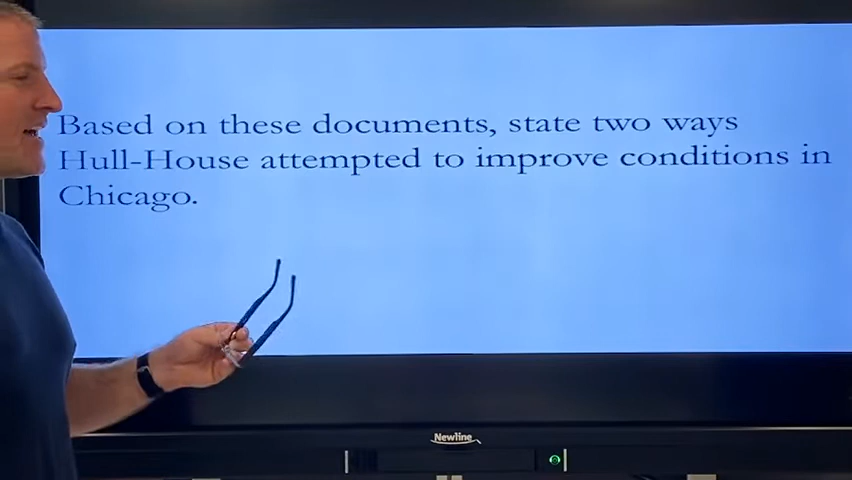 Based on these documents, state two ways
Hull-House attempted to improve conditions in
Chicago.
Newline